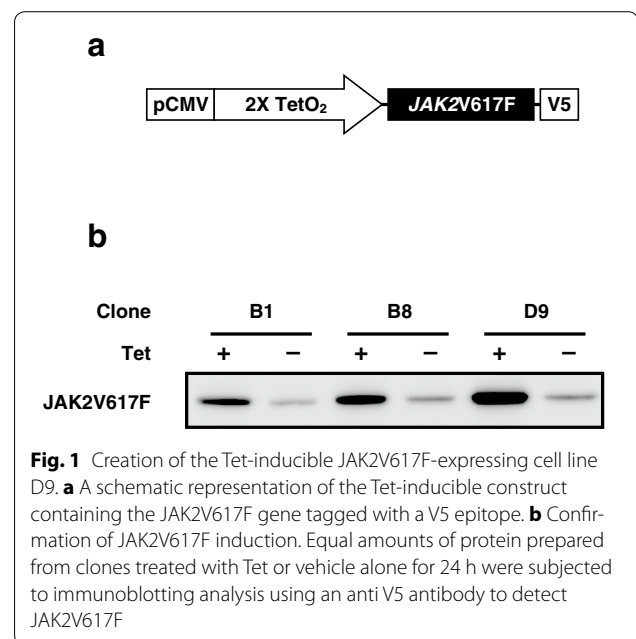 a
pCMV 2X TetO₂ JAK2V617F V5
b
Clone B1 B8 D9
Tet + − + − + −
JAK2V617F
Fig. 1 Creation of the Tet-inducible JAK2V617F-expressing cell line
D9. a A schematic representation of the Tet-inducible construct
containing the JAK2V617F gene tagged with a V5 epitope. b Confir-
mation of JAK2V617F induction. Equal amounts of protein prepared
from clones treated with Tet or vehicle alone for 24 h were subjected
to immunoblotting analysis using an anti V5 antibody to detect
JAK2V617F